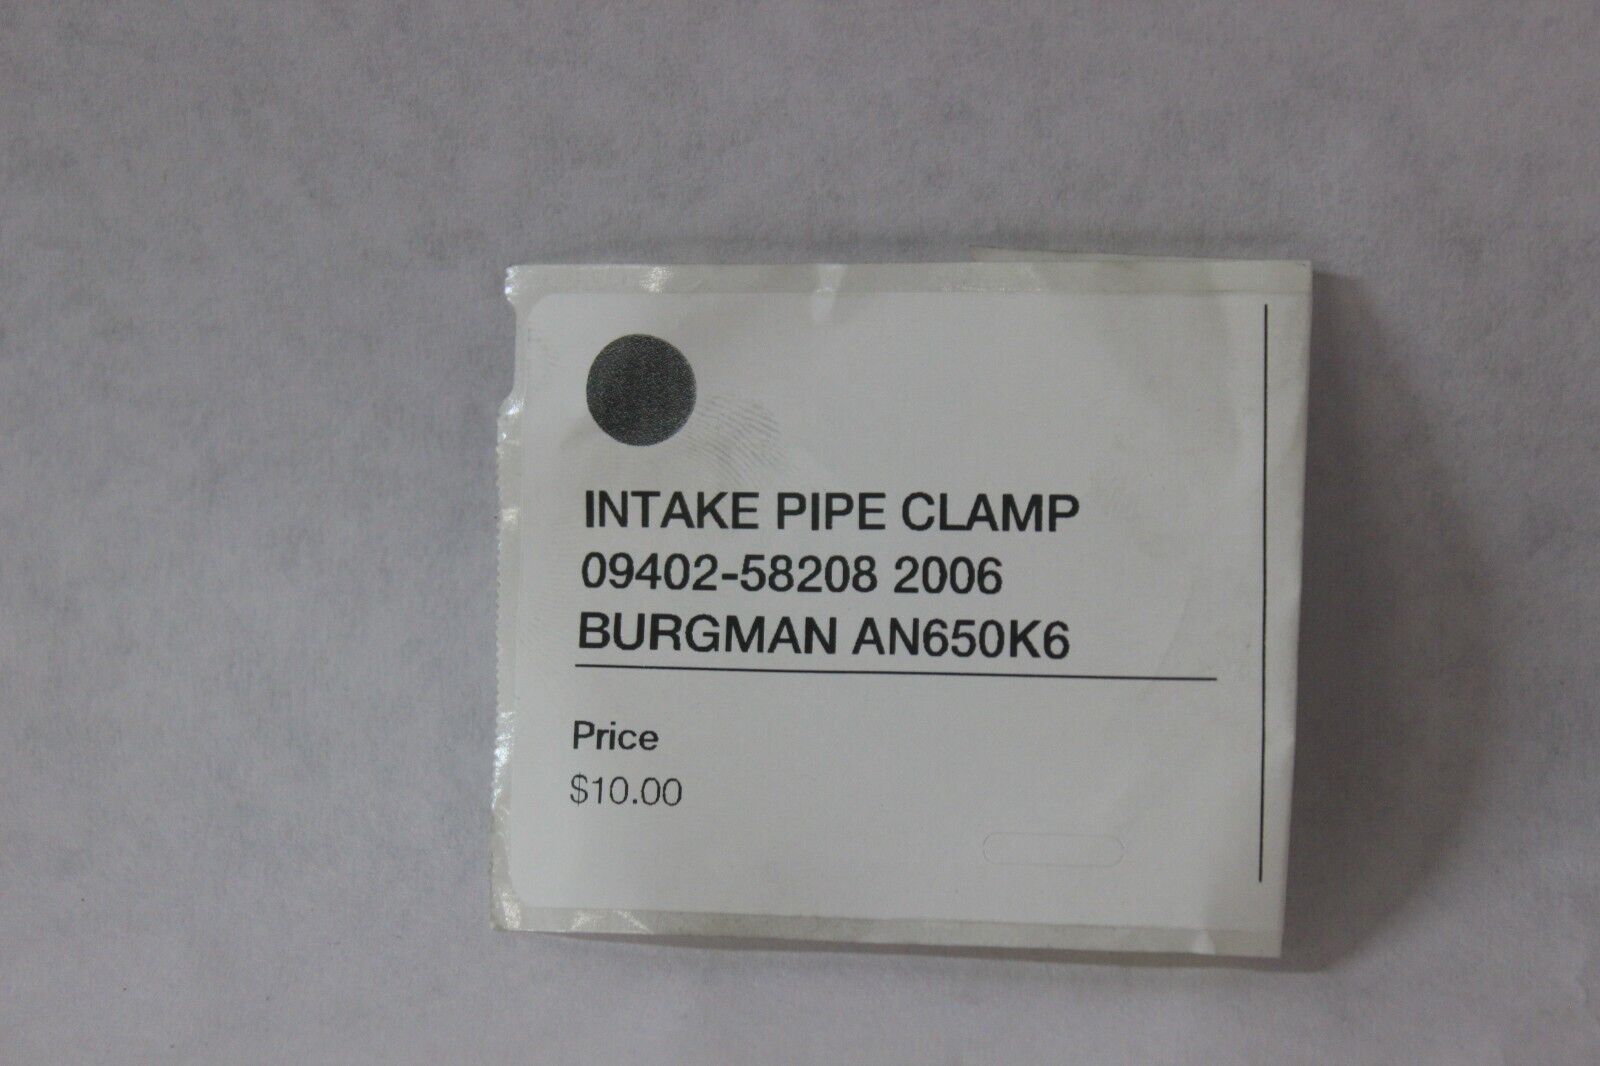 INTAKE PIPE CLAMP
09402-58208 2006
BURGMAN AN650K6
Price
$10.00